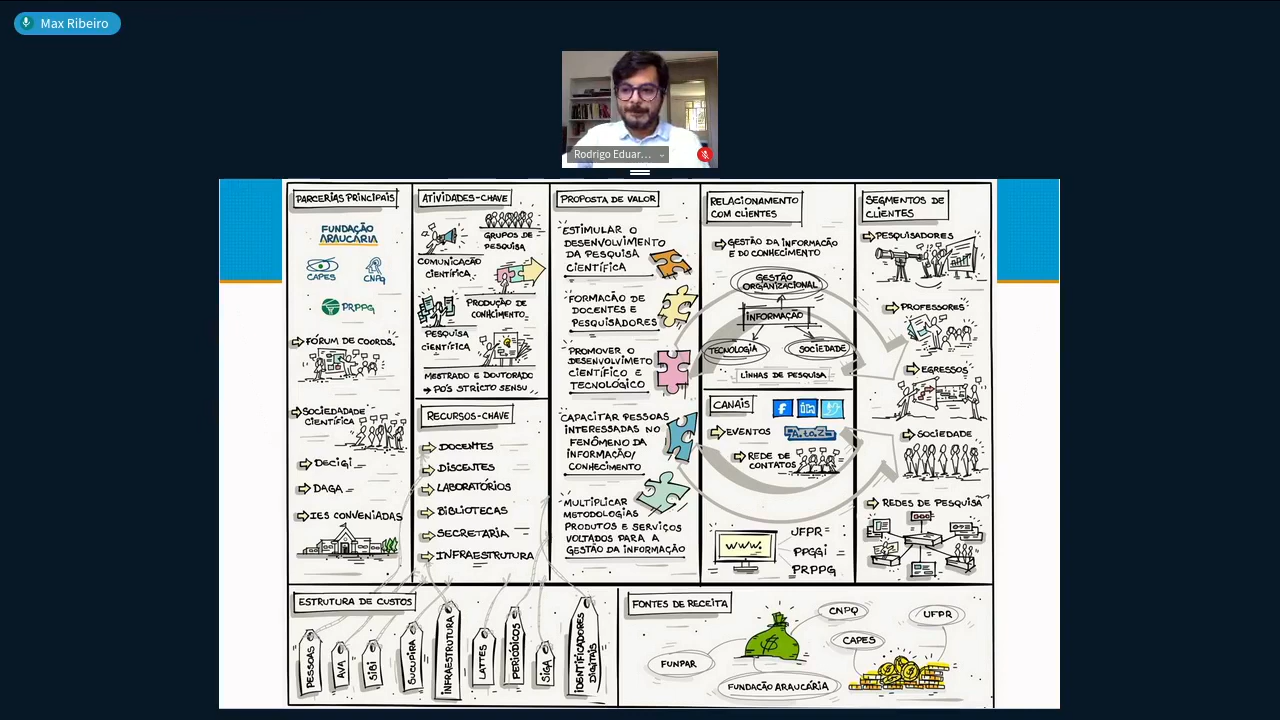 Max Ribeiro
Rodrigo Eduar...
PARCERIAS PRINCIPAIS
FUNDAÇÃO
ARAUCÁRIA
CAPES
CNPq
PRPPG
FÓRUM DE COORDS.
SOCIEDADADE
CIENTÍFICA
DECIGI
DAGA
IES CONVENIADAS
ATIVIDADES-CHAVE
GRUPOS DE
PESQUISA
COMUNICAÇÃO
CIENTÍFICA
PRODUÇÃO DE
CONHCIMENTO
PESQUISA
CIENTÍFICA
MESTRADO E DOUTORADO
PÓS STRICTO SENSU
RECURSOS-CHAVE
DOCENTES
DISCENTES
LABORATÓRIOS
BIBLIOTECAS
SECRETARIA
INFRAESTRUTURA
PROPOSTA DE VALOR
ESTIMULAR O
DESENVOLVIMENTO
DA PESQUISA
CIENTÍFICA
FORMAÇÃO DE
DOCENTES E
PESQUISADORES
PROMOVER O
DESENVOLVIMETO
CIENTÍFICO E
TECNOLÓGICO
CAPACITAR PESSOAS
INTERESSADAS NO
FENÔMENO DA
INFORMAÇÃO/
CONHECIMENTO
MULTIPLICAR
METODOLOGIAS
PRODUTOS E SERVIÇOS
VOLTADOS PARA A
GESTÃO DA INFORMAÇÃO
RELACIONAMENTO
COM CLIENTES
GESTÃO DA INFORMAÇÃO
E DO CONHECIMENTO
GESTÃO
ORGANIZACIONAL
INFORMAÇÃO
TECNOLOGIA
SOCIEDADE
LINHAS DE PESQUISA
CANAIS
f
in
EVENTOS
A.to.Z
REDE DE
CONTATOS
www.
UFPR
PPGGI
PRPPG
SEGMENTOS DE
CLIENTES
PESQUISADORES
PROFESSORES
EGRESSOS
SOCIEDADE
REDES DE PESQUISA
ESTRUTURA DE CUSTOS
PESSOAS
AVA
SIBI
SUCUPIRA
INFRAESTRUTURA
LATTES
PERIÓDICOS
SIGA
IDENTIFICADORES
DIGITAIS
FONTES DE RECEITA
$
CNPQ
UFPR
CAPES
FUNPAR
FUNDAÇÃO ARAUCÁRIA